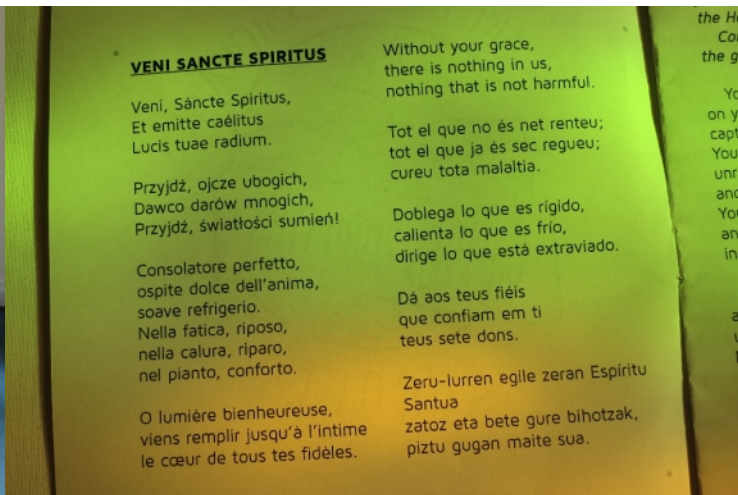 VENI SANCTE SPIRITUS
Veni, Sáncte Spiritus,
Et emitte caélitus
Lucis tuae radium.
Przyjdź, ojcze ubogich,
Dawco darów mnogich,
Przyjdź, światłości sumień!
Consolatore perfetto,
ospite dolce dell'anima,
soave refrigerio.
Nella fatica, riposo,
nella calura, riparo,
nel pianto, conforto.
O lumière bienheureuse,
viens remplir jusqu'à l'intime
le cœur de tous tes fidèles.
Without your grace,
there is nothing in us,
nothing that is not harmful.
Tot el que no és net renteu;
tot el que ja és sec regueu;
cureu tota malaltia.
Doblega lo que es rígido,
calienta lo que es frío,
dirige lo que está extraviado.
Dá aos teus fiéis
que confiam em ti
teus sete dons.
Zeru-lurren egile zeran Espíritu
Santua
zatoz eta bete gure bihotzak,
piztu gugan maite sua.
the
the
on
and
in